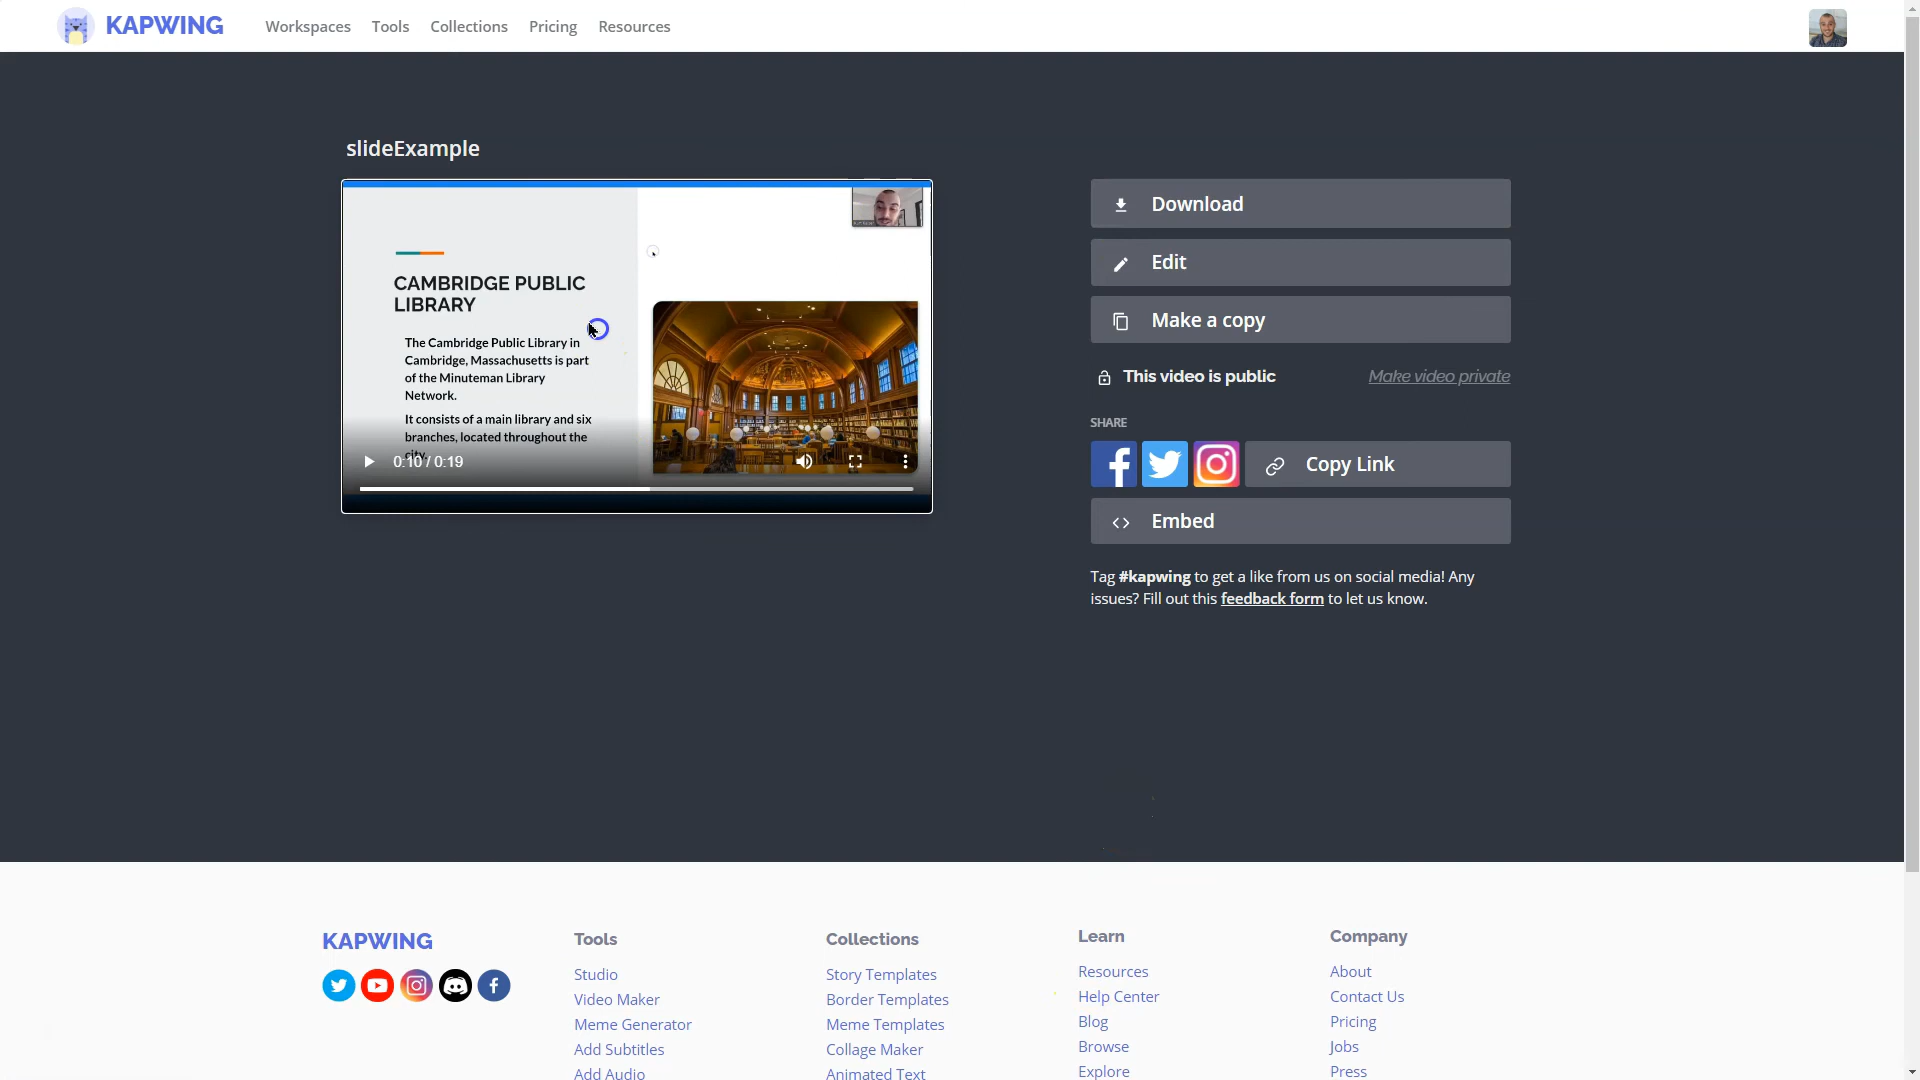 KAPWING
Workspaces
Tools
Collections
Pricing
Resources
slideExample
CAMBRIDGE PUBLIC
LIBRARY
The Cambridge Public Library in
Cambridge, Massachusetts is part
of the Minuteman Library
Network.
It consists of a main library and six
branches, located throughout the
city.
0:10 / 0:19
Download
Edit
Make a copy
This video is public
Make video private
SHARE
Copy Link
Embed
Tag #kapwing to get a like from us on social media! Any
issues? Fill out this feedback form to let us know.
KAPWING
Tools
Studio
Video Maker
Meme Generator
Add Subtitles
Add Audio
Collections
Story Templates
Border Templates
Meme Templates
Collage Maker
Animated Text
Learn
Resources
Help Center
Blog
Browse
Explore
Company
About
Contact Us
Pricing
Jobs
Press